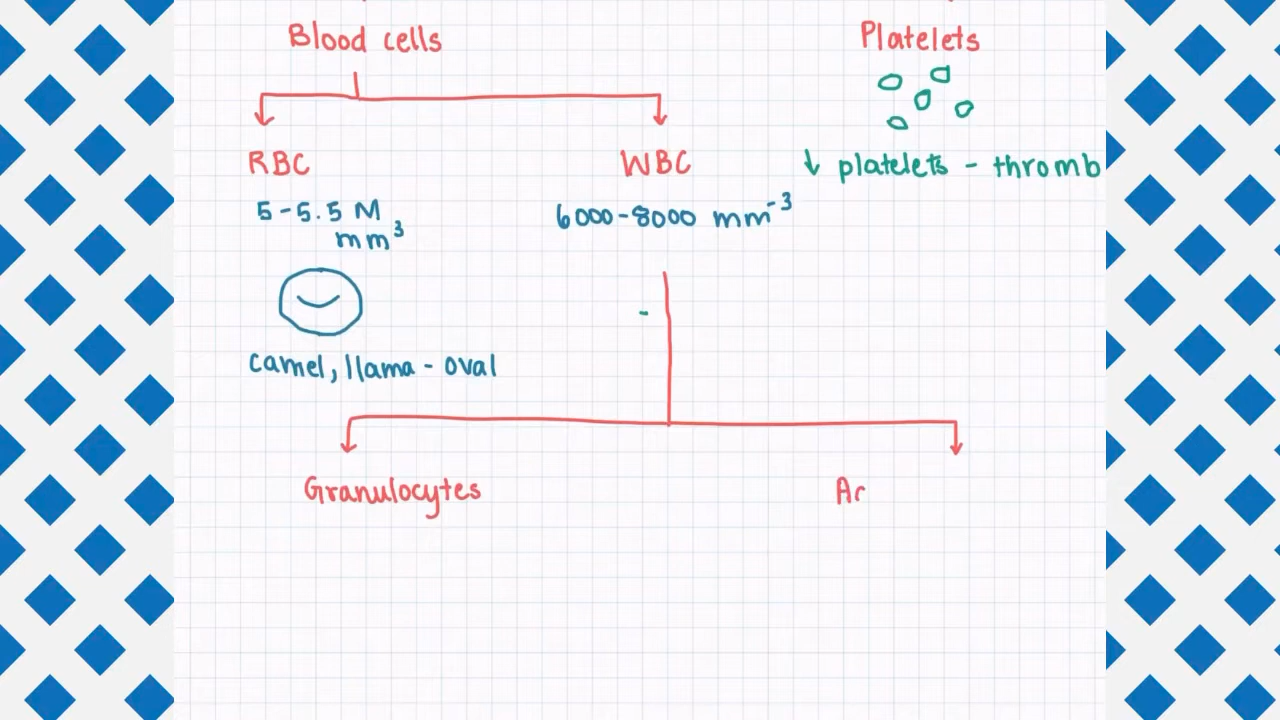 Blood cells
Platelets
RBC
WBC
↓ platelets - thromb
5-5.5 M
mm³
6000-8000 mm⁻³
camel, llama - oval
Granulocytes
Ar